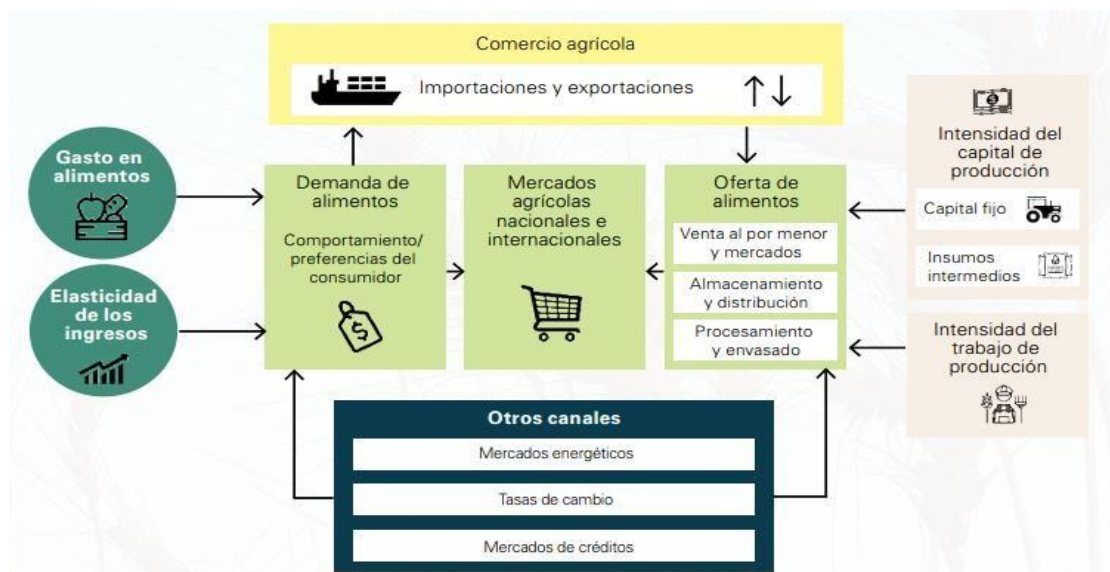 Comercio agrícola
Importaciones y exportaciones
Gasto en
alimentos
Elasticidad
de los
ingresos
Demanda de
alimentos
Comportamiento/
preferencias del
consumidor
$
Mercados
agrícolas
nacionales e
internacionales
Oferta de
alimentos
Venta al por menor
y mercados
Almacenamiento
y distribución
Procesamiento
y envasado
$
Intensidad del
capital de
producción
Capital fijo
Insumos
intermedios
Intensidad del
trabajo de
producción
Otros canales
Mercados energéticos
Tasas de cambio
Mercados de créditos